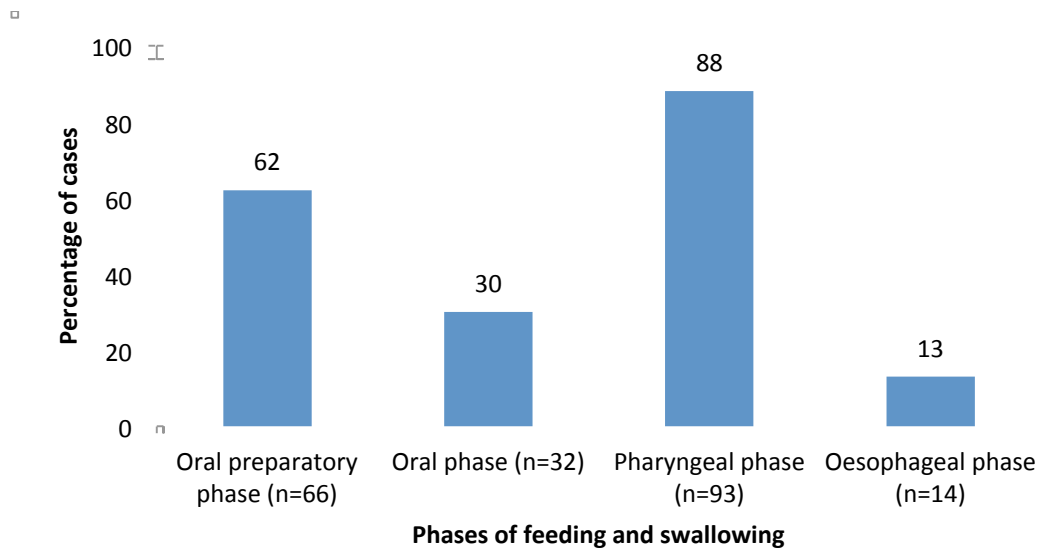 100
80
60
40
20
0
Percentage of cases
62
30
88
13
Oral preparatory
phase (n=66)
Oral phase (n=32)
Pharyngeal phase
(n=93)
Oesophageal phase
(n=14)
Phases of feeding and swallowing